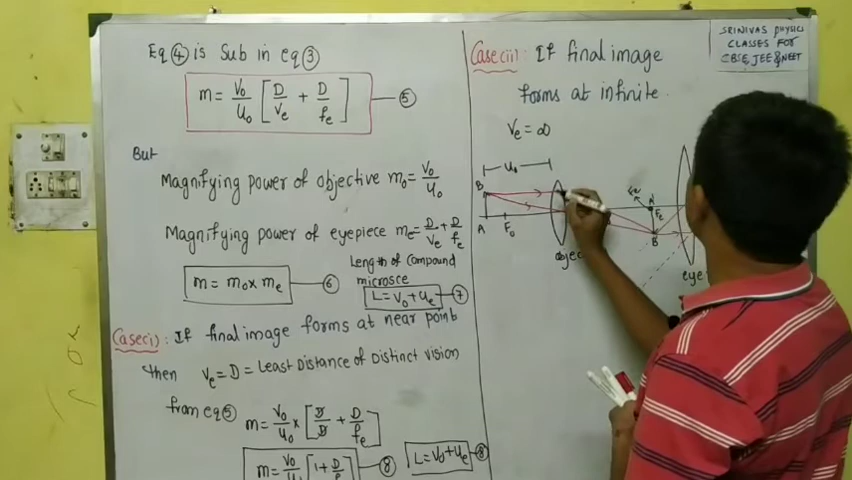 Eq ④ is Sub in eq ③
m = V₀/u₀ [D/Ve + D/fe] — ⑤
But
Magnifying power of objective m₀ = V₀/u₀
Magnifying power of eyepiece me = D/Ve + D/fe
m = m₀ x me — ⑥
Length of Compound
microsce
L = V₀ + ue — ⑦
Case(i): If final image forms at near point
then Ve = D = Least Distance of Distinct vision
from eq ⑤ m = V₀/u₀ x [D/D + D/fe]
m = V₀/u₀ [1 + D/fe] — ⑧
L = V₀ + ue — ⑧
SRINIVAS PHYSICS
CLASSES FOR
CBSE, JEE & NEET
Case(ii): If final image
forms at infinite.
Ve = ∞
u₀
B
A
F₀
A'
Fe
B'